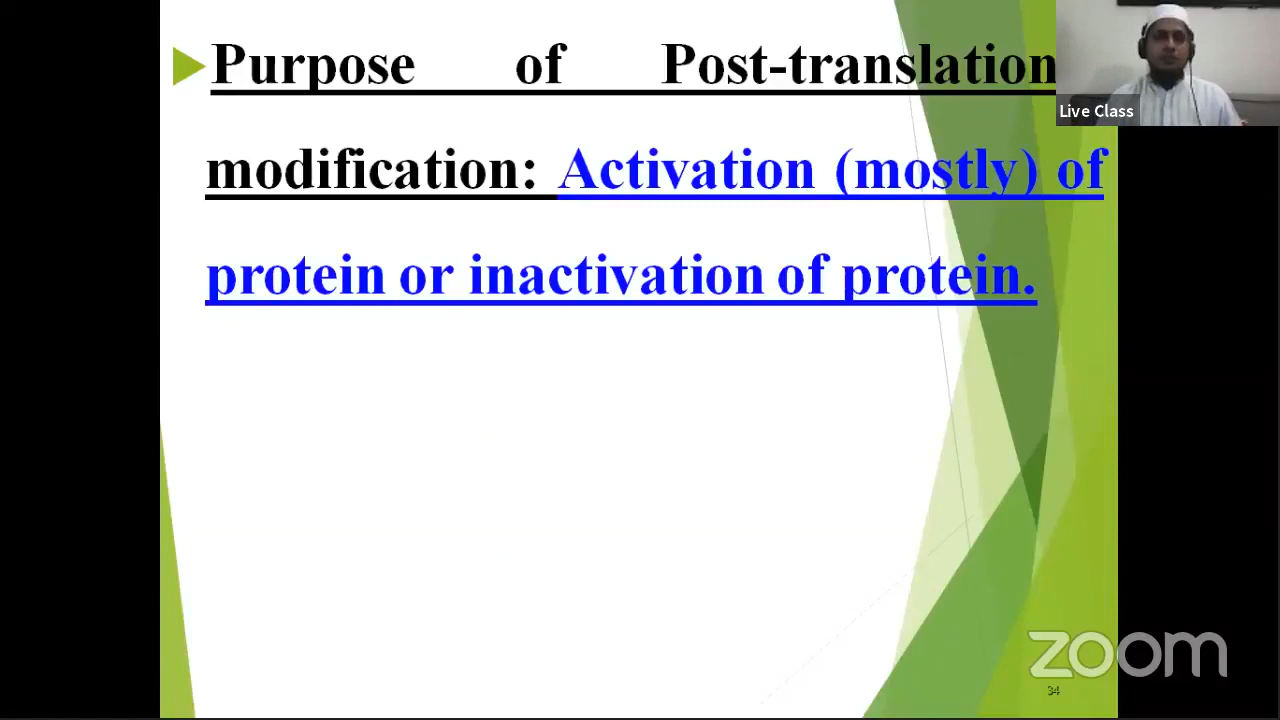 Purpose of Post-translation
modification: Activation (mostly) of
protein or inactivation of protein.
Live Class
zoom
34